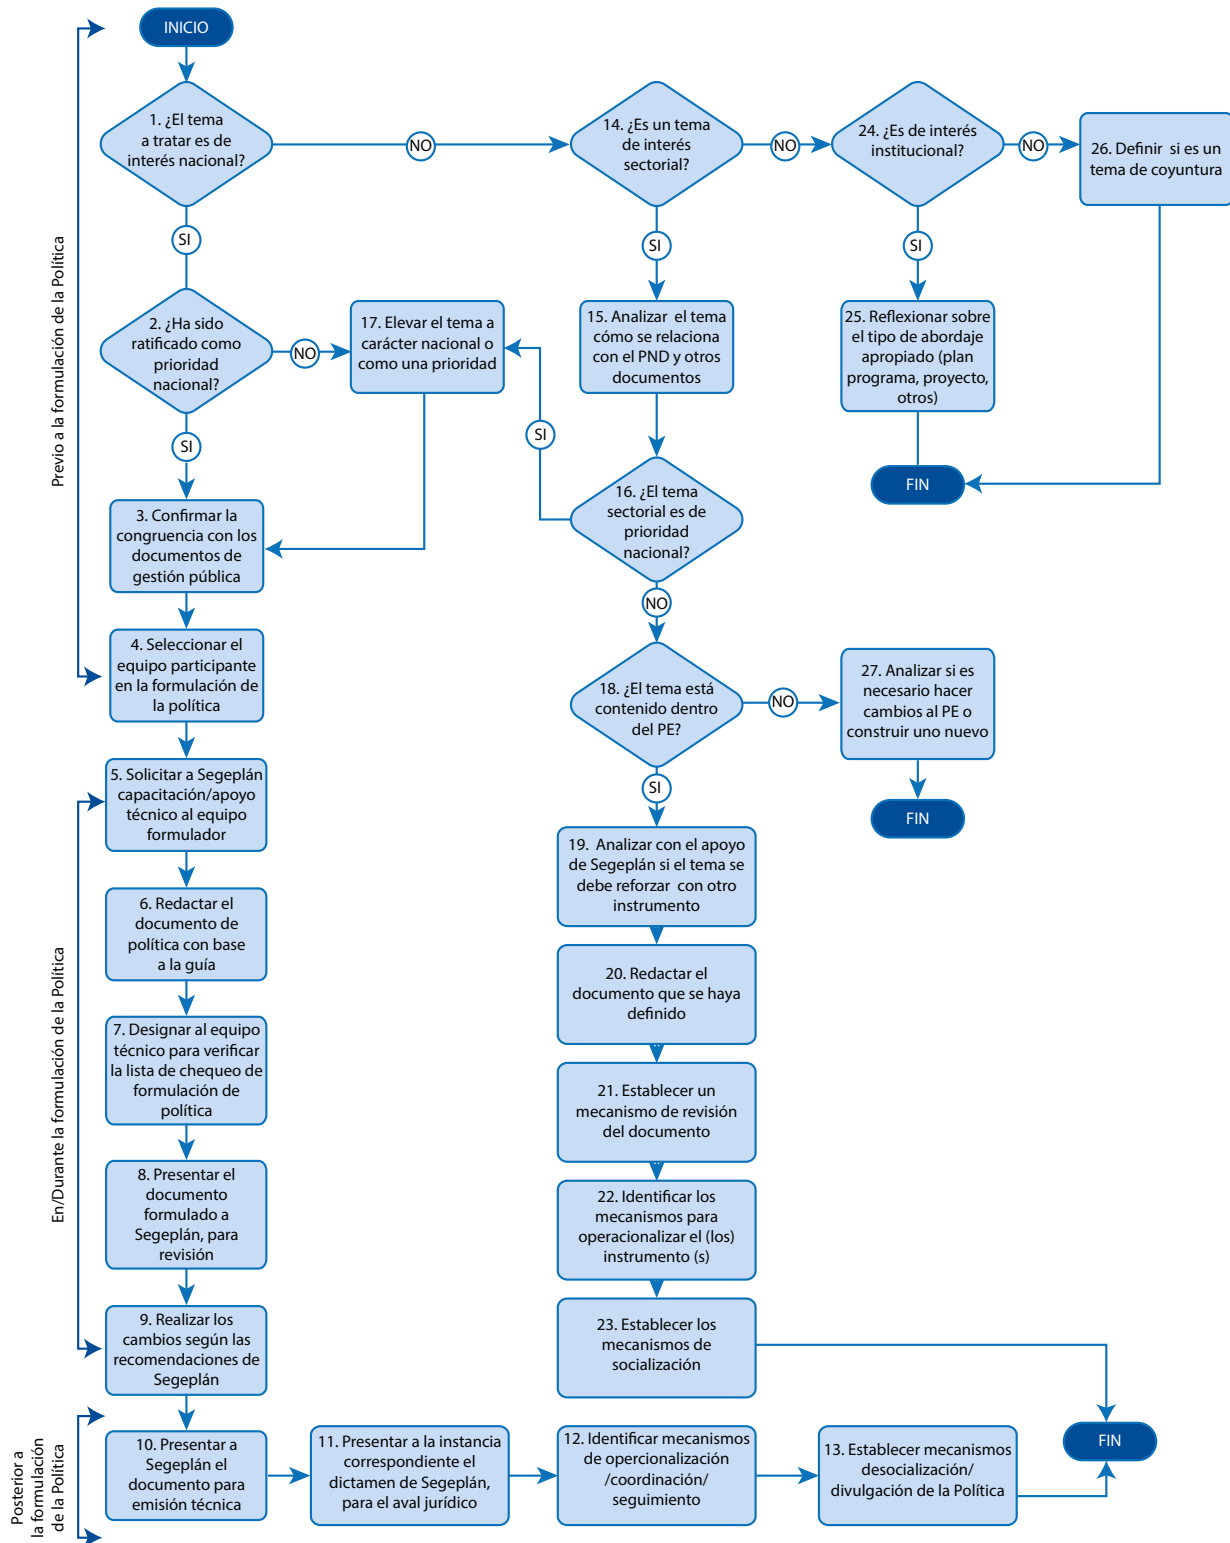 INICIO
1. ¿El tema
a tratar es de
interés nacional?
NO
14. ¿Es un tema
de interés
sectorial?
NO
24. ¿Es de interés
institucional?
NO
26. Definir si es un
tema de coyuntura
SI
SI
SI
Previo a la formulación de la Política
2. ¿Ha sido
ratificado como
prioridad
nacional?
NO
17. Elevar el tema a
carácter nacional o
como una prioridad
15. Analizar el tema
cómo se relaciona
con el PND y otros
documentos
25. Reflexionar sobre
el tipo de abordaje
apropiado (plan
programa, proyecto,
otros)
SI
SI
FIN
16. ¿El tema
sectorial es de
prioridad
nacional?
3. Confirmar la
congruencia con los
documentos de
gestión pública
NO
4. Seleccionar el
equipo participante
en la formulación de
la política
18. ¿El tema está
contenido dentro
del PE?
NO
27. Analizar si es
necesario hacer
cambios al PE o
construir uno nuevo
SI
FIN
En/Durante la formulación de la Política
5. Solicitar a Segeplán
capacitación/apoyo
técnico al equipo
formulador
19. Analizar con el apoyo
de Segeplán si el tema se
debe reforzar con otro
instrumento
6. Redactar el
documento de
política con base
a la guía
20. Redactar el
documento que se haya
definido
7. Designar al equipo
técnico para verificar
la lista de chequeo de
formulación de
política
21. Establecer un
mecanismo de revisión
del documento
8. Presentar el
documento
formulado a
Segeplán, para
revisión
22. Identificar los
mecanismos para
operacionalizar el (los)
instrumento (s)
9. Realizar los
cambios según las
recomendaciones de
Segeplán
23. Establecer los
mecanismos de
socialización
Posterior a
la formulación
de la Política
10. Presentar a
Segeplán el
documento para
emisión técnica
11. Presentar a la instancia
correspondiente el
dictamen de Segeplán,
para el aval jurídico
12. Identificar mecanismos
de opercionalización
/coordinación/
seguimiento
13. Establecer mecanismos
desocialización/
divulgación de la Política
FIN